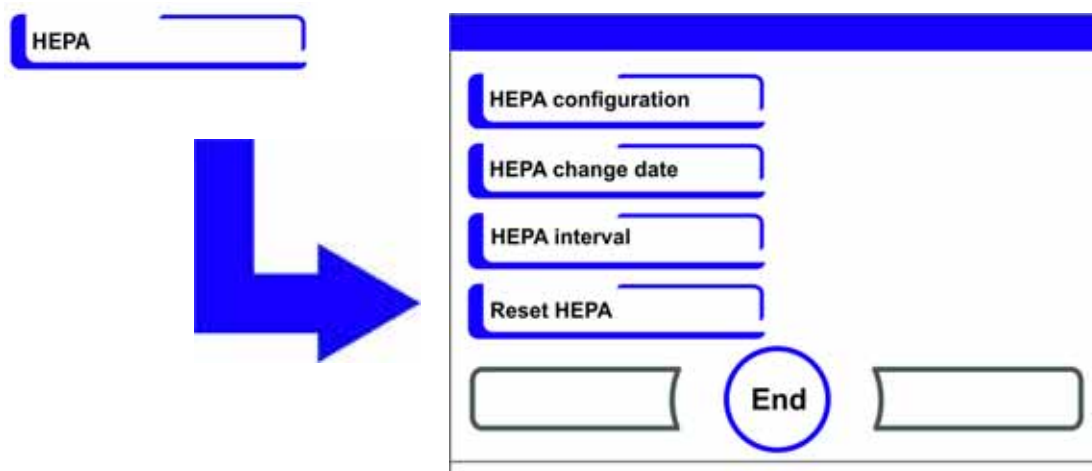 HEPA
HEPA configuration
HEPA change date
HEPA interval
Reset HEPA
End